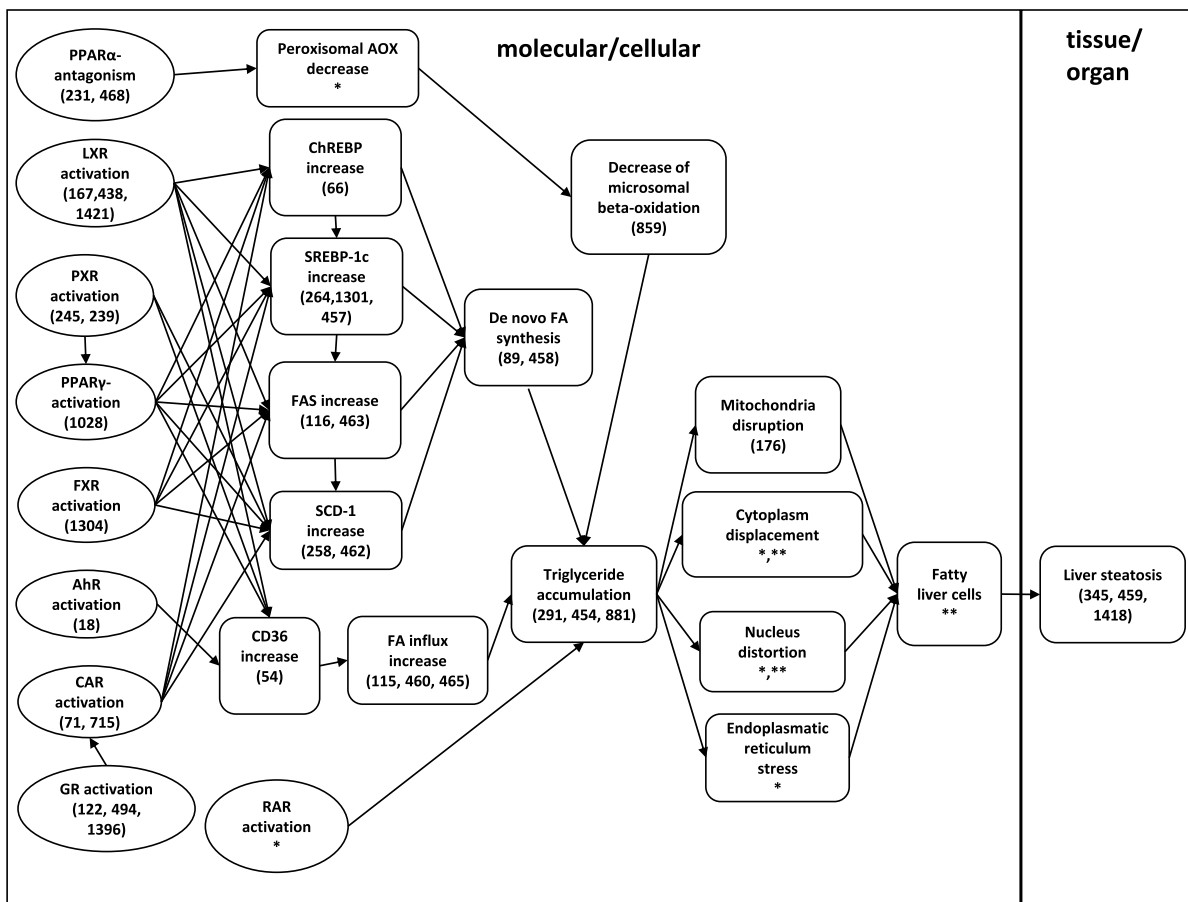 molecular/cellular
tissue/
organ
PPARα-
antagonism
(231, 468)
Peroxisomal AOX
decrease
*
LXR
activation
(167,438,
1421)
ChREBP
increase
(66)
Decrease of
microsomal
beta-oxidation
(859)
PXR
activation
(245, 239)
SREBP-1c
increase
(264,1301,
457)
De novo FA
synthesis
(89, 458)
PPARγ-
activation
(1028)
FAS increase
(116, 463)
Mitochondria
disruption
(176)
FXR
activation
(1304)
SCD-1
increase
(258, 462)
Cytoplasm
displacement
*,**
AhR
activation
(18)
Triglyceride
accumulation
(291, 454, 881)
Fatty
liver cells
**
Liver steatosis
(345, 459,
1418)
CD36
increase
(54)
FA influx
increase
(115, 460, 465)
Nucleus
distortion
*,**
CAR
activation
(71, 715)
Endoplasmatic
reticulum
stress
*
GR activation
(122, 494,
1396)
RAR
activation
*